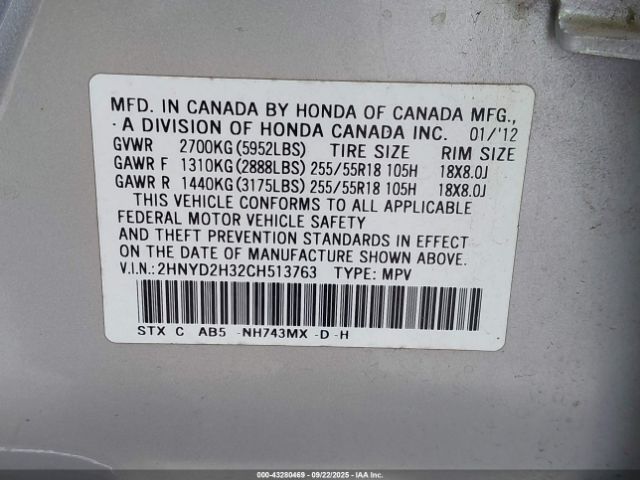 MFD. IN CANADA BY HONDA OF CANADA MFG.,
A DIVISION OF HONDA CANADA INC. 01/'12
GVWR 2700KG(5952LBS) TIRE SIZE RIM SIZE
GAWR F 1310KG(2888LBS) 255/55R18 105H 18X8.0J
GAWR R 1440KG(3175LBS) 255/55R18 105H 18X8.0J
THIS VEHICLE CONFORMS TO ALL APPLICABLE
FEDERAL MOTOR VEHICLE SAFETY
AND THEFT PREVENTION STANDARDS IN EFFECT
ON THE DATE OF MANUFACTURE SHOWN ABOVE.
V.I.N.: 2HNYD2H32CH513763 TYPE: MPV
STX C AB5 -NH743MX -D -H
000-43280469 - 09/22/2025 - IAAI.COM